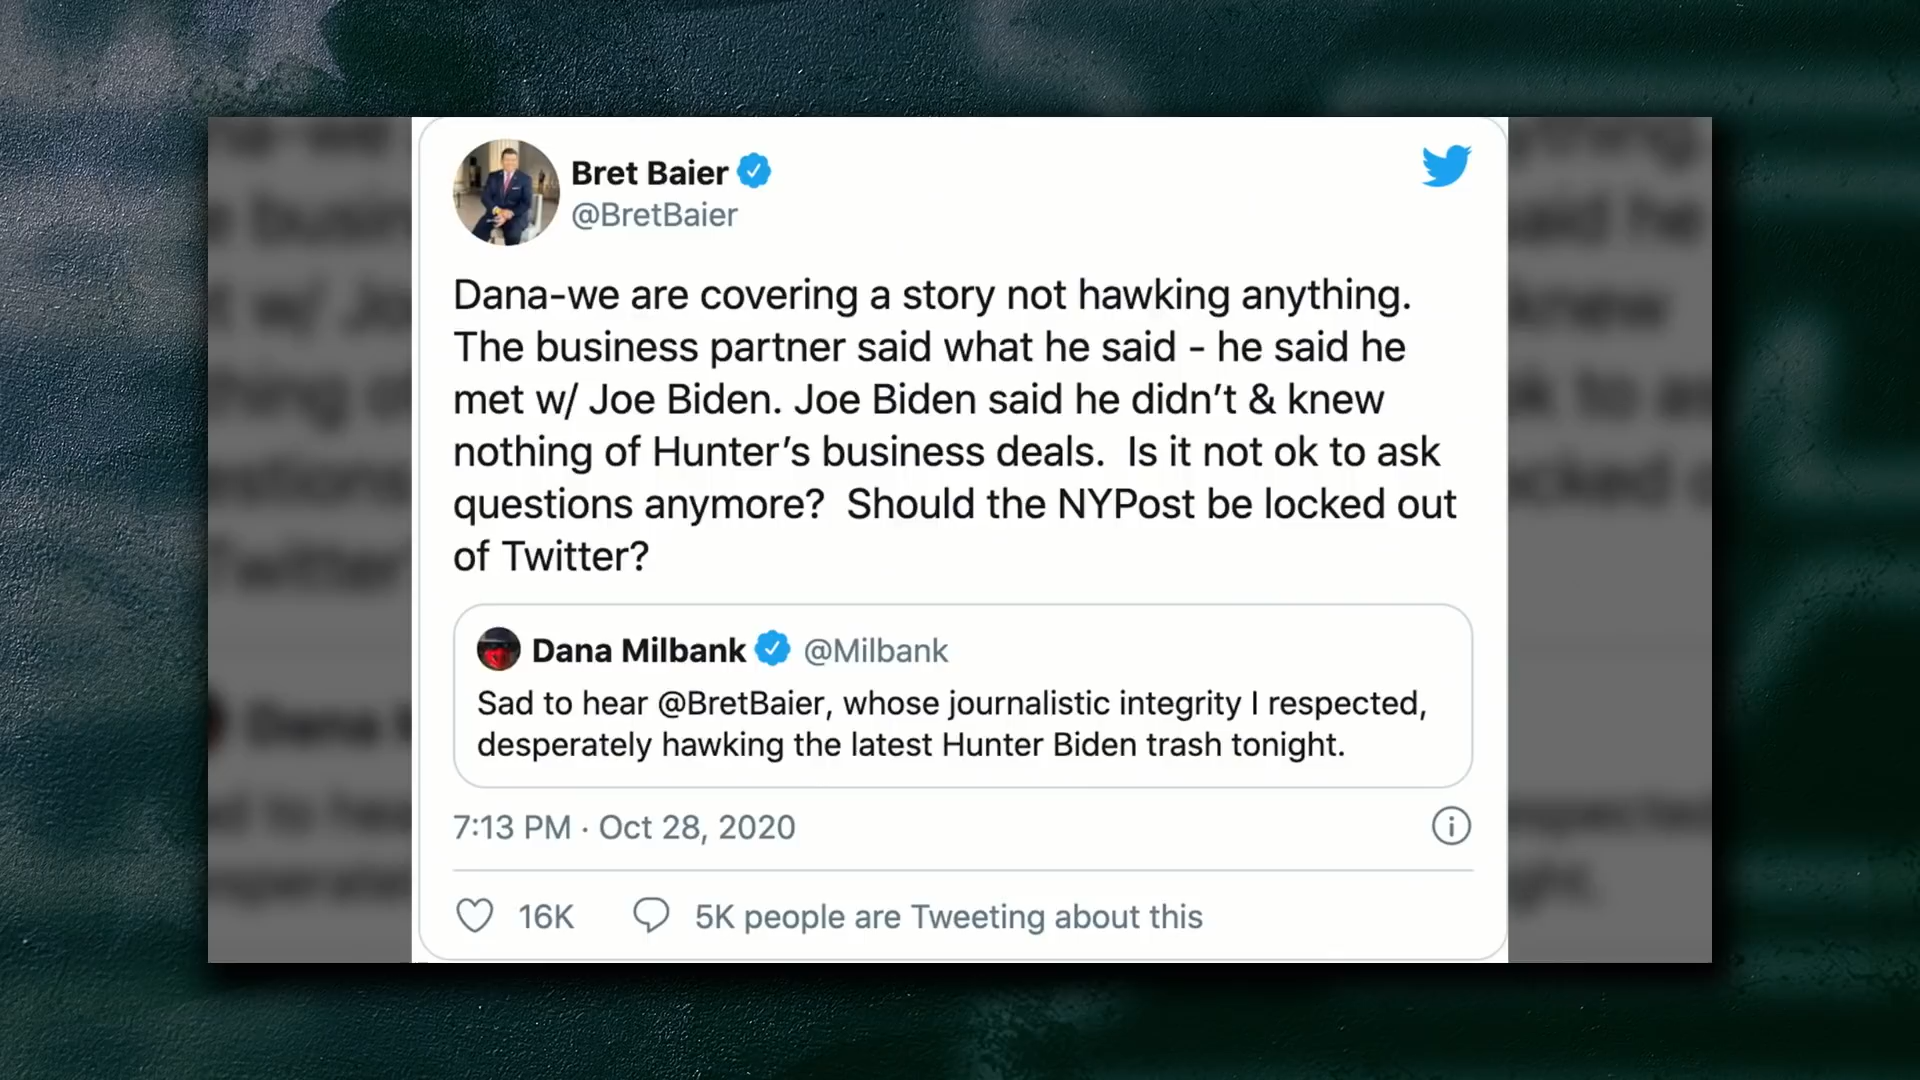 Bret Baier
@BretBaier
Dana-we are covering a story not hawking anything.
The business partner said what he said - he said he
met w/ Joe Biden. Joe Biden said he didn’t & knew
nothing of Hunter’s business deals.  Is it not ok to ask
questions anymore?  Should the NYPost be locked out
of Twitter?
Dana Milbank @Milbank
Sad to hear @BretBaier, whose journalistic integrity I respected,
desperately hawking the latest Hunter Biden trash tonight.
7:13 PM · Oct 28, 2020
16K 5K people are Tweeting about this